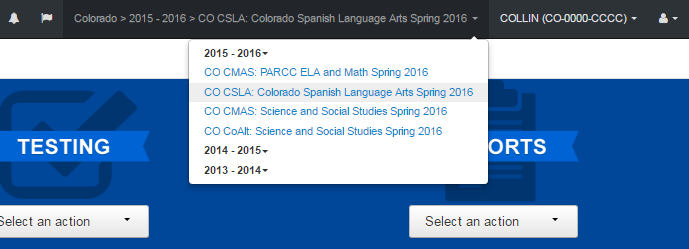 Colorado > 2015 - 2016 > CO CSLA: Colorado Spanish Language Arts Spring 2016
COLLIN (CO-0000-CCCC)
2015 - 2016
CO CMAS: PARCC ELA and Math Spring 2016
CO CSLA: Colorado Spanish Language Arts Spring 2016
CO CMAS: Science and Social Studies Spring 2016
CO CoAlt: Science and Social Studies Spring 2016
2014 - 2015
2013 - 2014
TESTING
ORTS
Select an action
Select an action